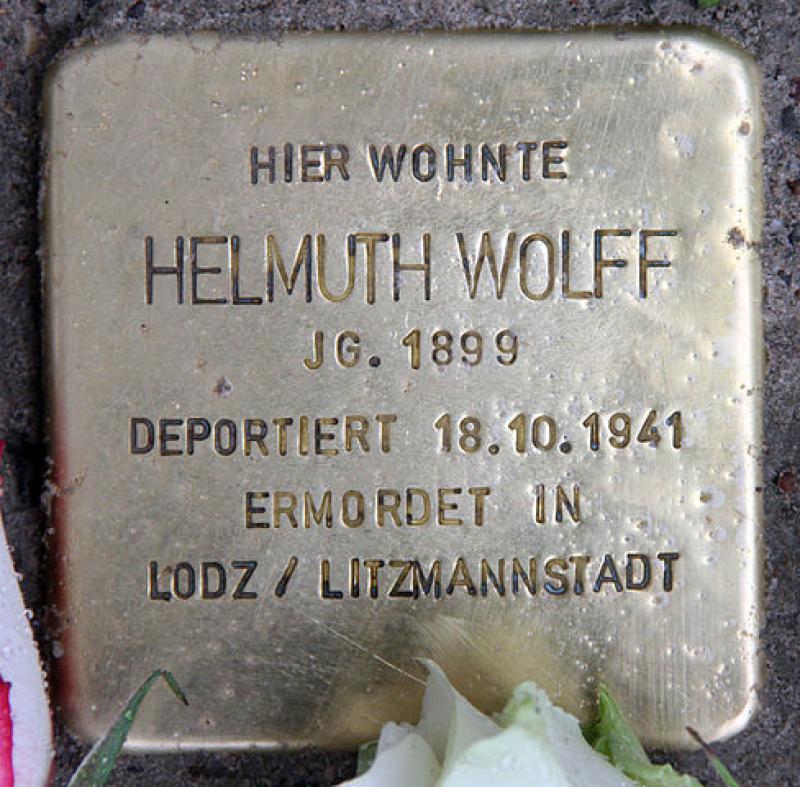 HIER WOHNTE
HELMUTH WOLFF
JG. 1899
DEPORTIERT 18.10.1941
ERMORDET IN
LODZ / LITZMANNSTADT